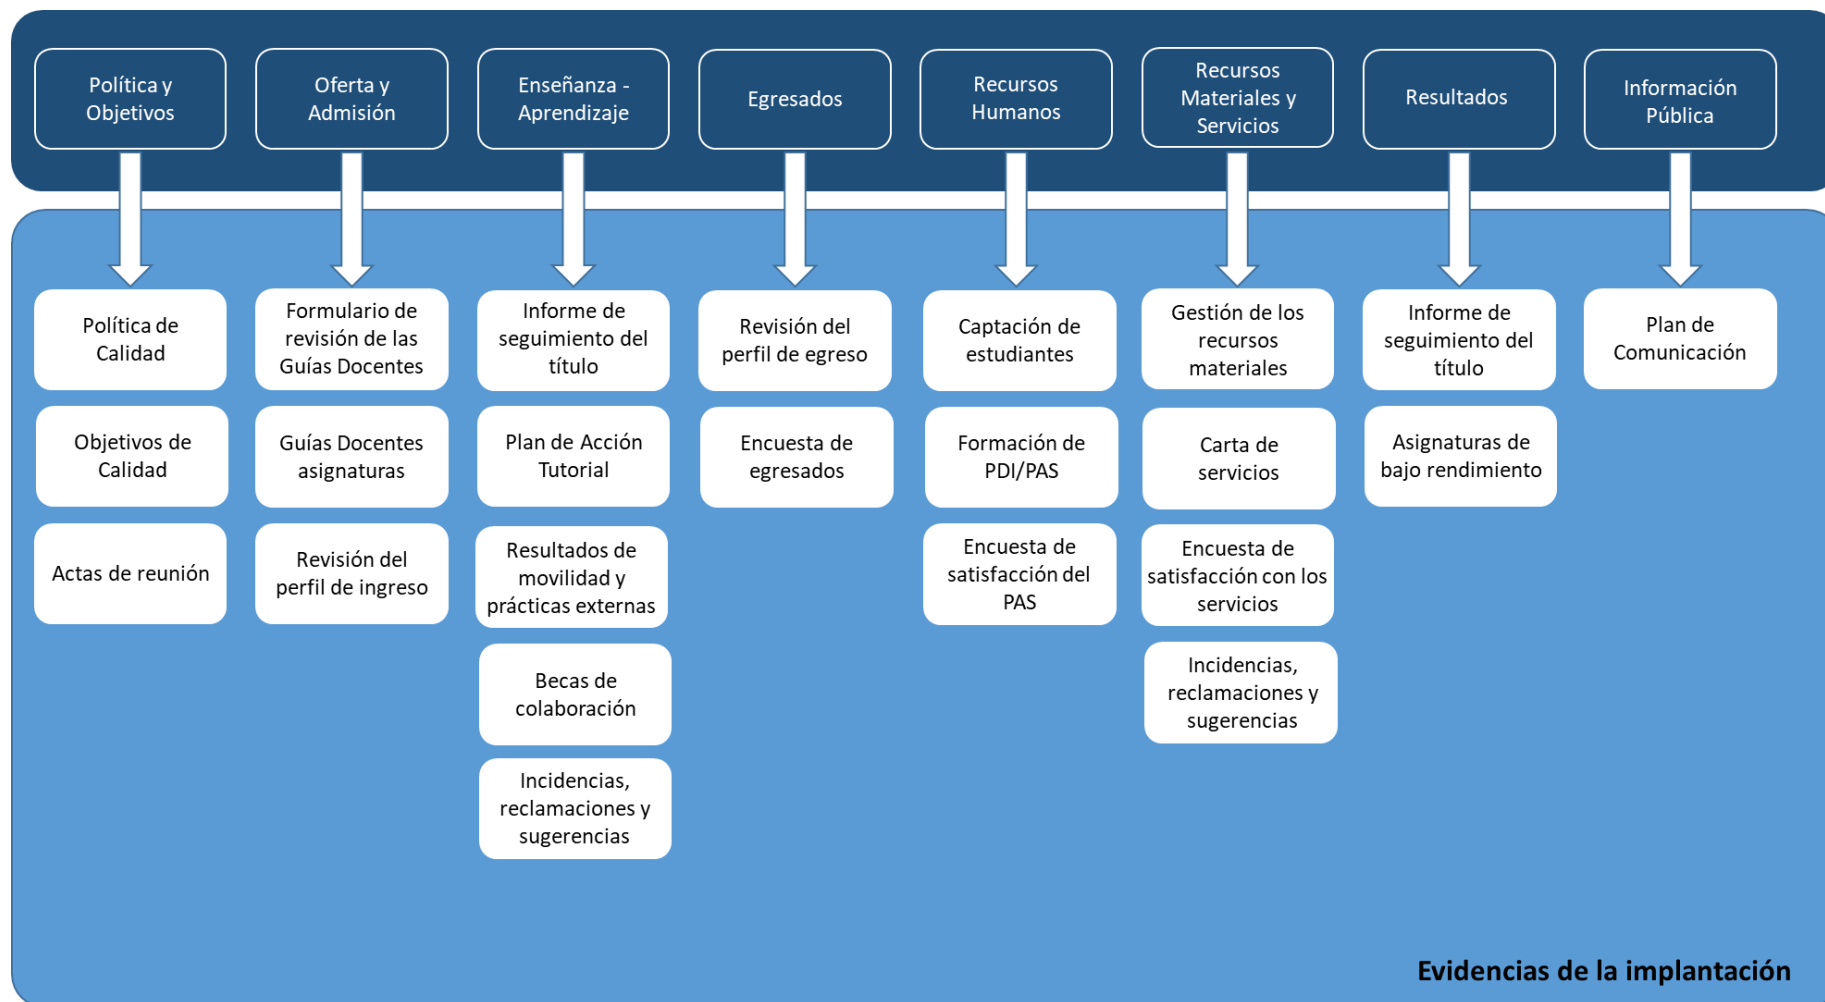 Política y
Objetivos
Oferta y
Admisión
Enseñanza -
Aprendizaje
Egresados
Recursos
Humanos
Recursos
Materiales y
Servicios
Resultados
Información
Pública
Política de
Calidad
Objetivos de
Calidad
Actas de reunión
Formulario de
revisión de las
Guías Docentes
Guías Docentes
asignaturas
Revisión del
perfil de ingreso
Informe de
seguimiento del
título
Plan de Acción
Tutorial
Resultados de
movilidad y
prácticas externas
Becas de
colaboración
Incidencias,
reclamaciones y
sugerencias
Revisión del
perfil de egreso
Encuesta de
egresados
Captación de
estudiantes
Formación de
PDI/PAS
Encuesta de
satisfacción del
PAS
Gestión de los
recursos
materiales
Carta de
servicios
Encuesta de
satisfacción con los
servicios
Incidencias,
reclamaciones y
sugerencias
Informe de
seguimiento del
título
Asignaturas de
bajo rendimiento
Plan de
Comunicación
Evidencias de la implantación